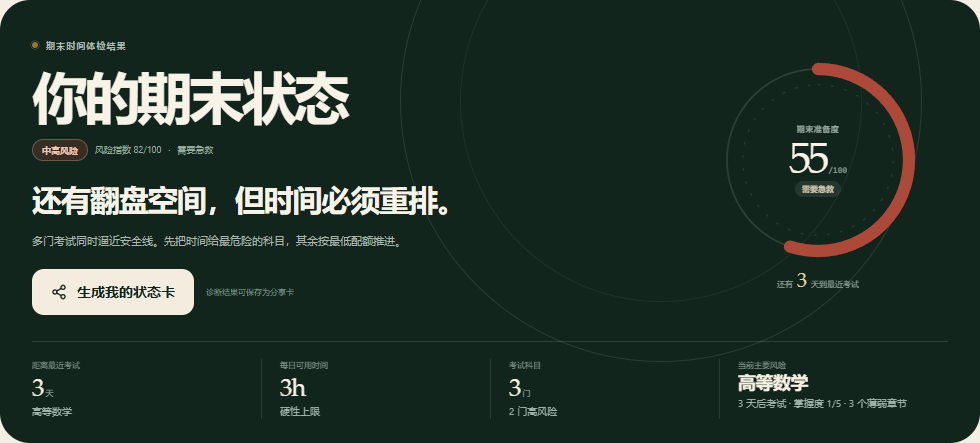 期末时间体检结果
你的期末状态
中高风险 风险指数 82/100 · 需要急救
还有翻盘空间，但时间必须重排。
多门考试同时逼近安全线。先把时间给最危险的科目，其余按最低配额推进。
生成我的状态卡 诊断结果可保存为分享卡
期末准备度
55/100
需要急救
还有 3 天到最近考试
距离最近考试
3天
高等数学
每日可用时间
3h
硬性上限
考试科目
3门
2 门高风险
当前主要风险
高等数学
3 天后考试 · 掌握度 1/5 · 3 个薄弱章节